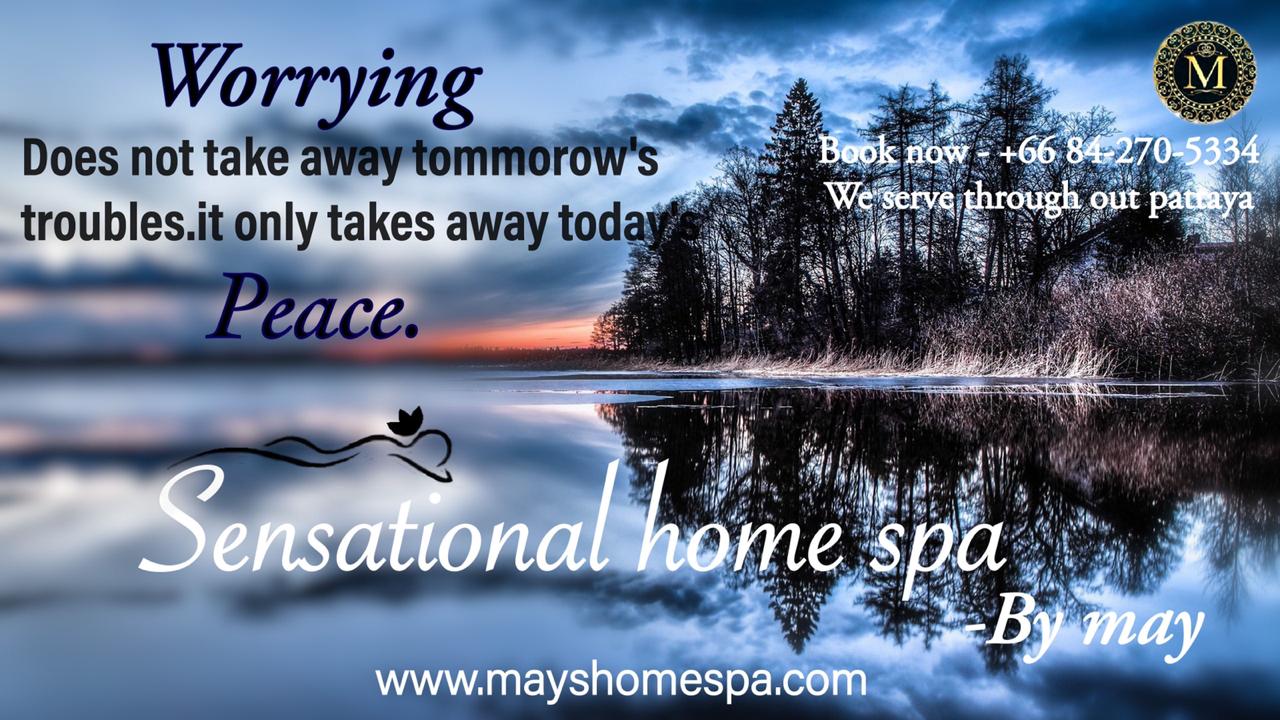 Worrying
Does not take away tommorow's
troubles.it only takes away today's
Peace.
M
Book now - +66 84-270-5334
We serve through out pattaya
Sensational home spa
-By may
www.mayshomespa.com